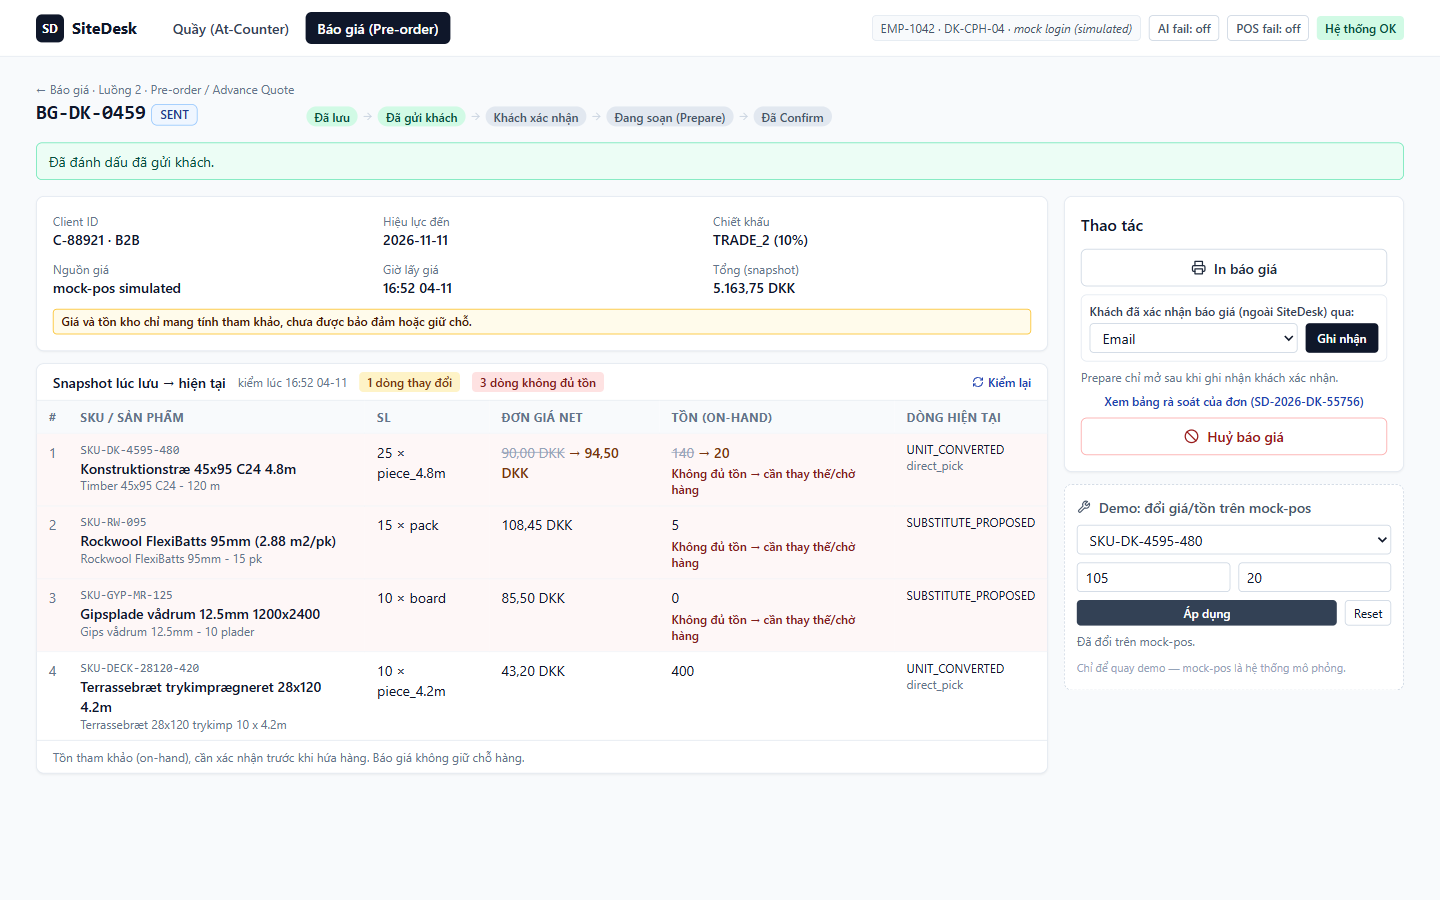 SD SiteDesk Quầy (At-Counter) Báo giá (Pre-order) EMP-1042 · DK-CPH-04 · mock login (simulated) AI fail: off POS fail: off Hệ thống OK
← Báo giá · Luồng 2 · Pre-order / Advance Quote
BG-DK-0459 SENT Đã lưu → Đã gửi khách → Khách xác nhận → Đang soạn (Prepare) → Đã Confirm
Đã đánh dấu đã gửi khách.
Client ID Hiệu lực đến Chiết khấu
C-88921 · B2B 2026-11-11 TRADE_2 (10%)
Nguồn giá Giờ lấy giá Tổng (snapshot)
mock-pos simulated 16:52 04-11 5.163,75 DKK
Giá và tồn kho chỉ mang tính tham khảo, chưa được bảo đảm hoặc giữ chỗ.
Snapshot lúc lưu → hiện tại kiểm lúc 16:52 04-11 1 dòng thay đổi 3 dòng không đủ tồn Kiểm lại
# SKU / SẢN PHẨM SL ĐƠN GIÁ NET TỒN (ON-HAND) DÒNG HIỆN TẠI
1 SKU-DK-4595-480 25 × 90,00 DKK → 94,50 140 → 20 UNIT_CONVERTED
Konstruktionstræ 45x95 C24 4.8m piece_4.8m DKK Không đủ tồn → cần thay thế/chờ direct_pick
Timber 45x95 C24 - 120 m hàng
2 SKU-RW-095 15 × pack 108,45 DKK 5 SUBSTITUTE_PROPOSED
Rockwool FlexiBatts 95mm (2.88 m2/pk) Không đủ tồn → cần thay thế/chờ
Rockwool FlexiBatts 95mm - 15 pk hàng
3 SKU-GYP-MR-125 10 × board 85,50 DKK 0 SUBSTITUTE_PROPOSED
Gipsplade vådrum 12.5mm 1200x2400 Không đủ tồn → cần thay thế/chờ
Gips vådrum 12.5mm - 10 plader hàng
4 SKU-DECK-28120-420 10 × 43,20 DKK 400 UNIT_CONVERTED
Terrassebræt trykimprægneret 28x120 piece_4.2m direct_pick
4.2m
Terrassebræt 28x120 trykimp 10 x 4.2m
Tồn tham khảo (on-hand), cần xác nhận trước khi hứa hàng. Báo giá không giữ chỗ hàng.
Thao tác
In báo giá
Khách đã xác nhận báo giá (ngoài SiteDesk) qua:
Email Ghi nhận
Prepare chỉ mở sau khi ghi nhận khách xác nhận.
Xem bảng rà soát của đơn (SD-2026-DK-55756)
Huỷ báo giá
Demo: đổi giá/tồn trên mock-pos
SKU-DK-4595-480
105 20
Áp dụng Reset
Đã đổi trên mock-pos.
Chỉ để quay demo — mock-pos là hệ thống mô phỏng.